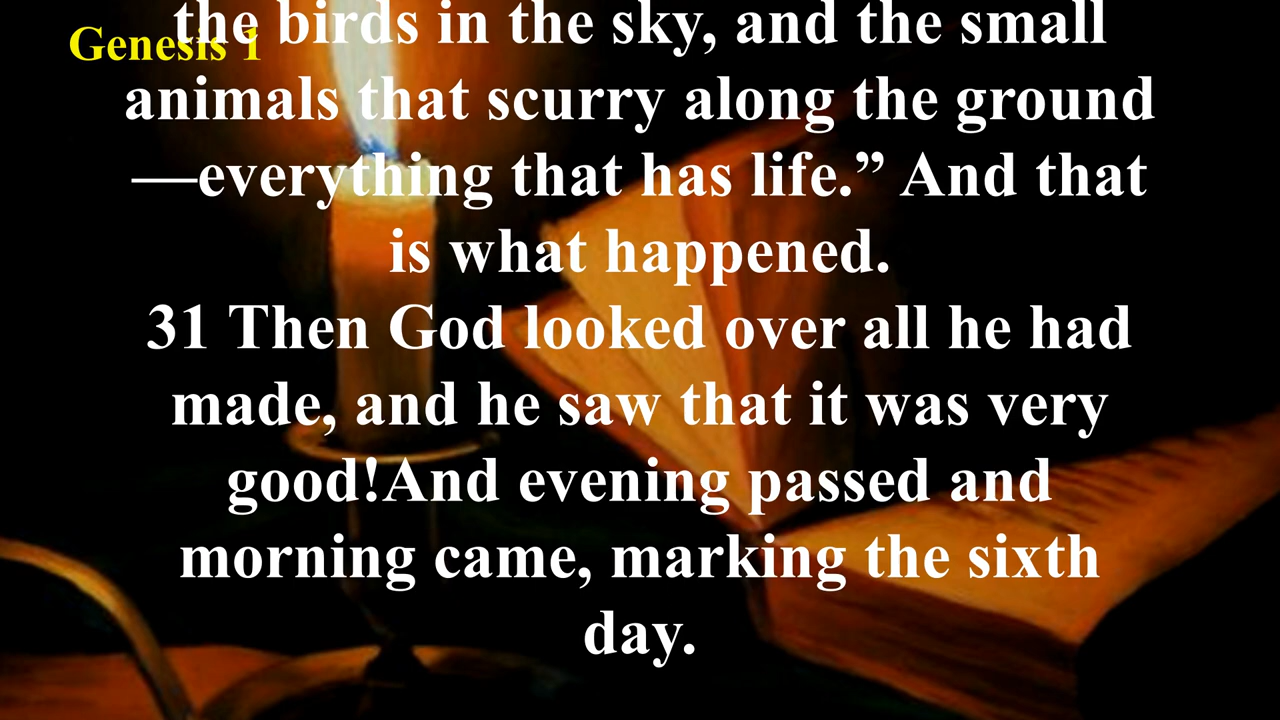 Genesis 1
the birds in the sky, and the small
animals that scurry along the ground
—everything that has life.” And that
is what happened.
31 Then God looked over all he had
made, and he saw that it was very
good!And evening passed and
morning came, marking the sixth
day.